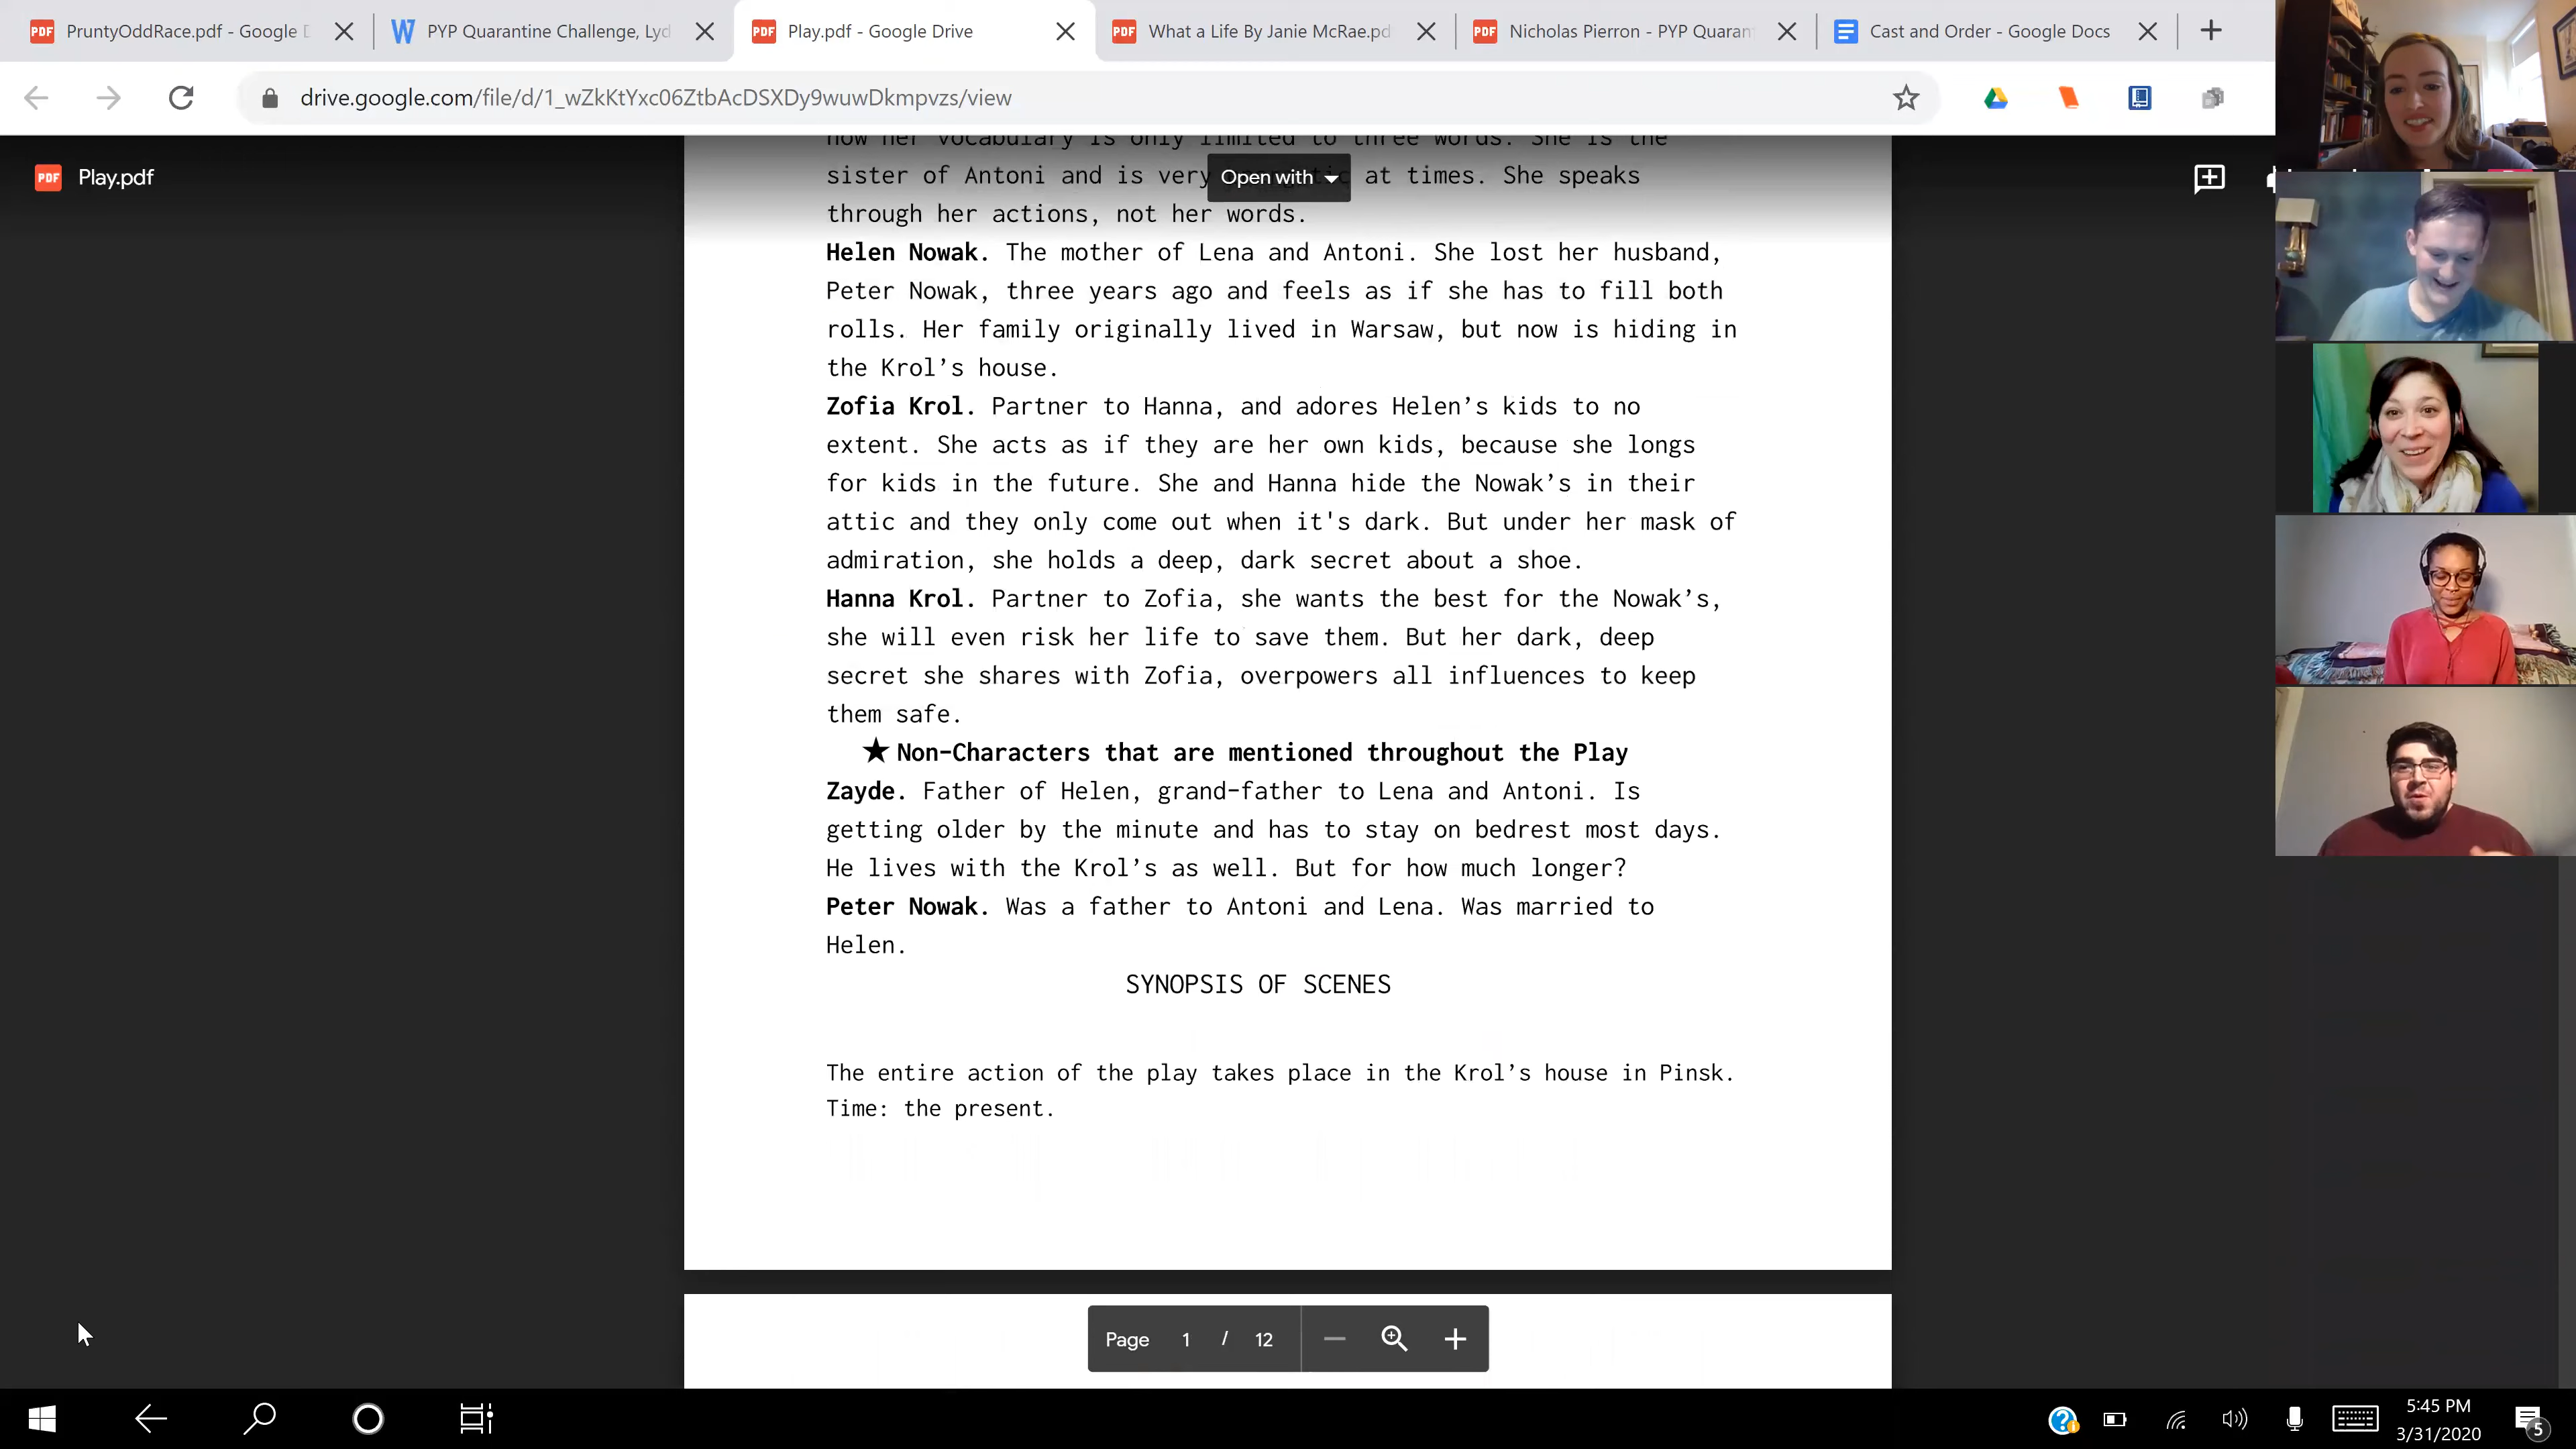 PruntyOddRace.pdf - Google D
PYP Quarantine Challenge, Lyd
Play.pdf - Google Drive
What a Life By Janie McRae.pd
Nicholas Pierron - PYP Quaran
Cast and Order - Google Docs
drive.google.com/file/d/1_wZkKtYxc06ZtbAcDSXDy9wuwDkmpvzs/view
PDF Play.pdf
Open with
now her vocabulary is only limited to three words. She is the
sister of Antoni and is very at times. She speaks
through her actions, not her words.
Helen Nowak. The mother of Lena and Antoni. She lost her husband,
Peter Nowak, three years ago and feels as if she has to fill both
rolls. Her family originally lived in Warsaw, but now is hiding in
the Krol's house.
Zofia Krol. Partner to Hanna, and adores Helen's kids to no
extent. She acts as if they are her own kids, because she longs
for kids in the future. She and Hanna hide the Nowak's in their
attic and they only come out when it's dark. But under her mask of
admiration, she holds a deep, dark secret about a shoe.
Hanna Krol. Partner to Zofia, she wants the best for the Nowak's,
she will even risk her life to save them. But her dark, deep
secret she shares with Zofia, overpowers all influences to keep
them safe.
★ Non-Characters that are mentioned throughout the Play
Zayde. Father of Helen, grand-father to Lena and Antoni. Is
getting older by the minute and has to stay on bedrest most days.
He lives with the Krol's as well. But for how much longer?
Peter Nowak. Was a father to Antoni and Lena. Was married to
Helen.
SYNOPSIS OF SCENES
The entire action of the play takes place in the Krol's house in Pinsk.
Time: the present.
Page 1 / 12
5:45 PM
3/31/2020
5